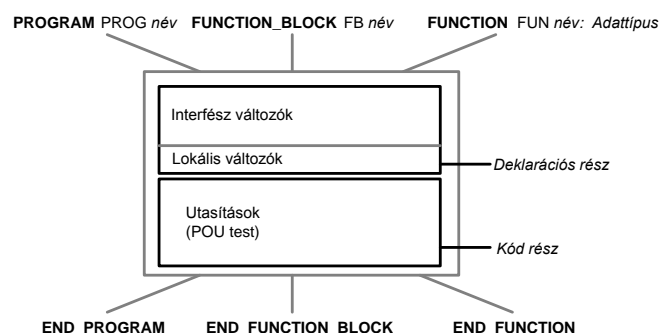 PROGRAM PROG név FUNCTION_BLOCK FB név FUNCTION FUN név: Adattípus
Interfész változók
Lokális változók
Deklarációs rész
Utasítások
(POU test)
Kód rész
END_PROGRAM END_FUNCTION_BLOCK END_FUNCTION